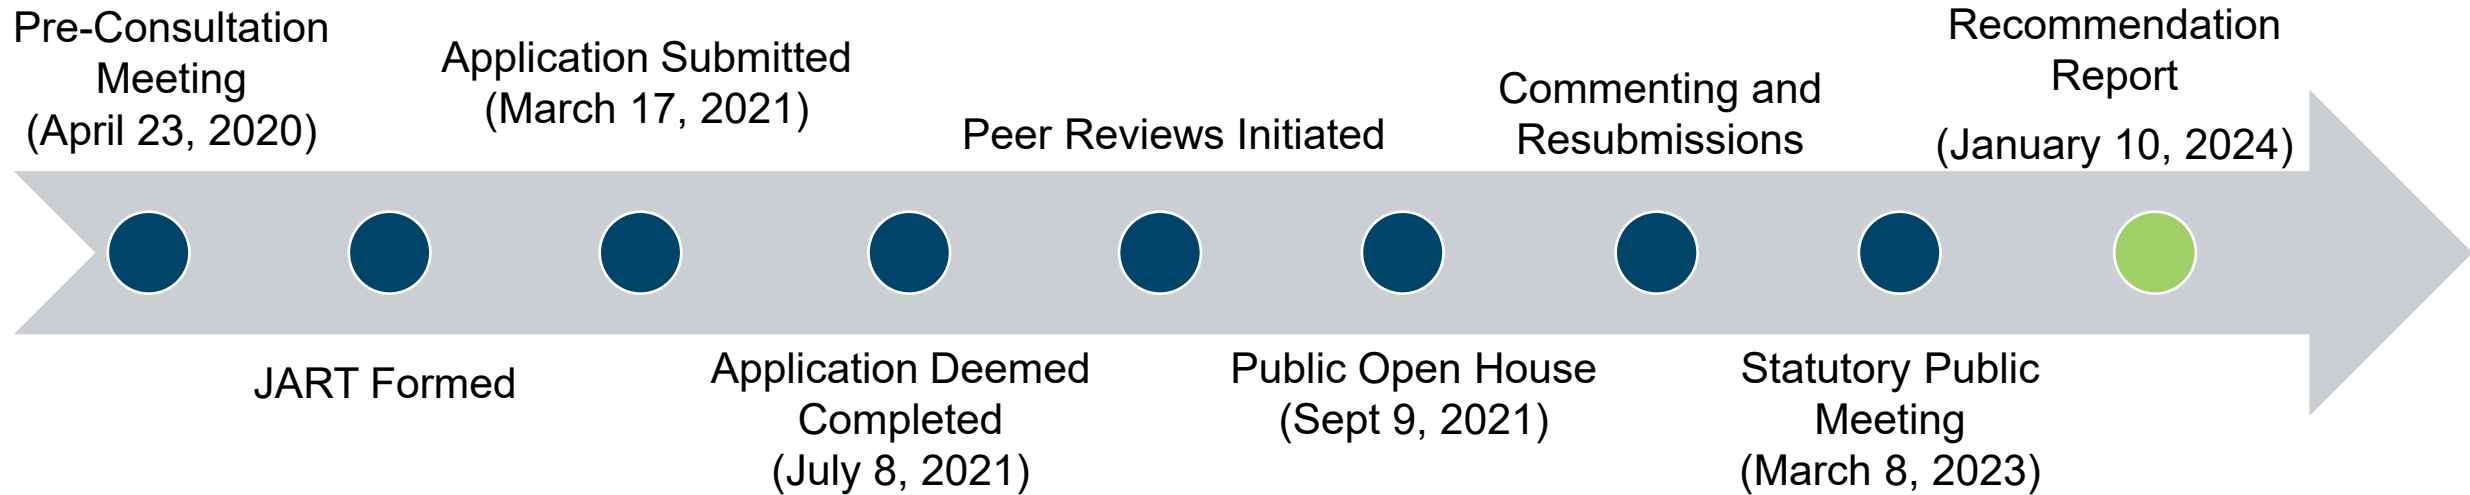 Pre-Consultation
Meeting
(April 23, 2020)
JART Formed
Application Submitted
(March 17, 2021)
Application Deemed
Completed
(July 8, 2021)
Peer Reviews Initiated
Public Open House
(Sept 9, 2021)
Commenting and
Resubmissions
Statutory Public
Meeting
(March 8, 2023)
Recommendation
Report
(January 10, 2024)